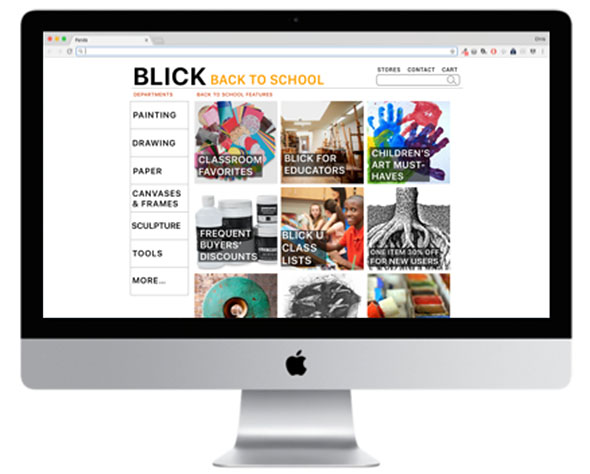 Chris
BLICK BACK TO SCHOOL
STORES CONTACT CART
DEPARTMENTS
BACK TO SCHOOL FEATURES
PAINTING
DRAWING
PAPER
CANVASES
& FRAMES
SCULPTURE
TOOLS
MORE...
CLASSROOM
FAVORITES
BLICK FOR
EDUCATORS
CHILDREN'S
ART MUST-
HAVES
FREQUENT
BUYERS'
DISCOUNTS
BLICK U
CLASS
LISTS
ONE ITEM 30% OFF
FOR NEW USERS